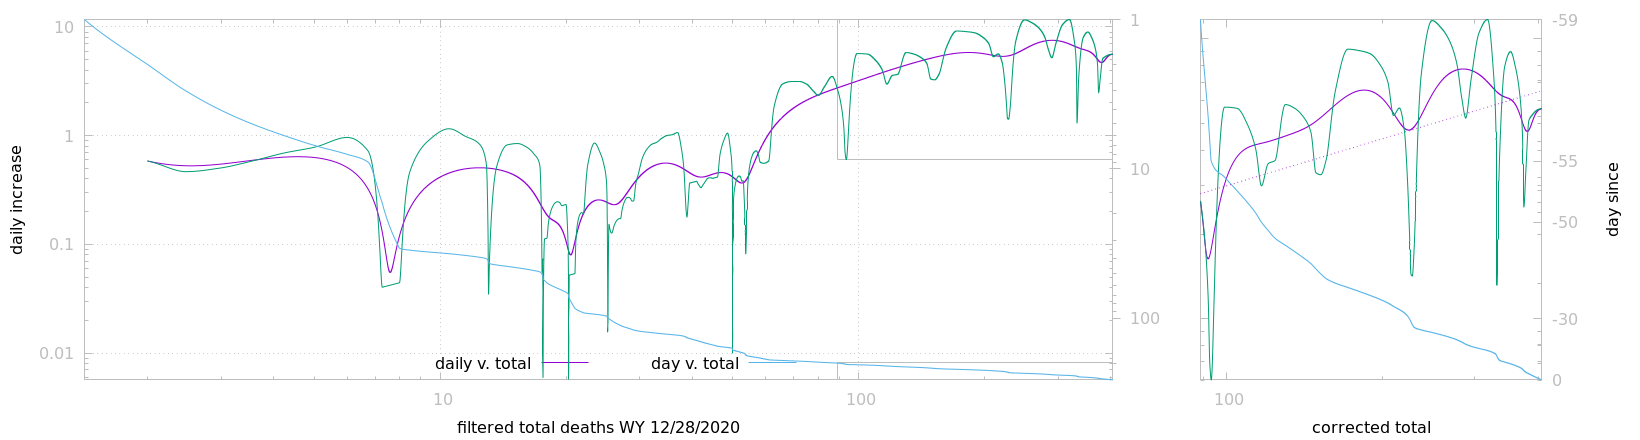 10
1
0.1
0.01
daily increase
daily v. total
day v. total
10
100
filtered total deaths WY 12/28/2020
1
10
100
-59
-55
-50
-30
0
day since
100
corrected total